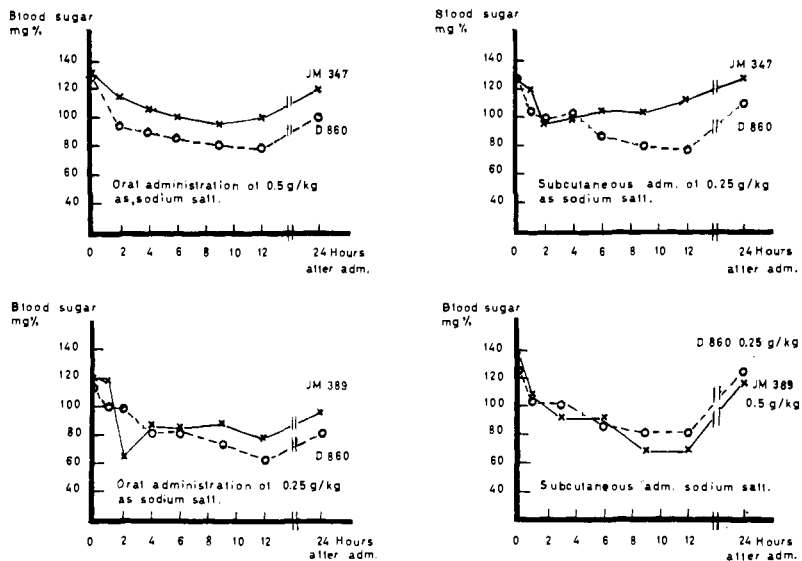 Blood sugar
mg%
140
120
100
80
60
40
JM 347
D 860
Oral administration of 0.5 g/kg
as sodium salt.
0 2 4 6 8 10 12 24 Hours
after adm.
Blood sugar
mg%
140
120
100
80
60
40
JM 347
D 860
Subcutaneous adm. of 0.25 g/kg
as sodium salt.
0 2 4 6 8 10 12 24 Hours
after adm.
Blood sugar
mg%
140
120
100
80
60
40
JM 389
D 860
Oral administration of 0.25 g/kg
as sodium salt.
0 2 4 6 8 10 12 24 Hours
after adm.
Blood sugar
mg%
140
120
100
80
60
40
D 860 0.25 g/kg
JM 389
0.5 g/kg
Subcutaneous adm. sodium salt.
0 2 4 6 8 10 12 24 Hours
after adm.